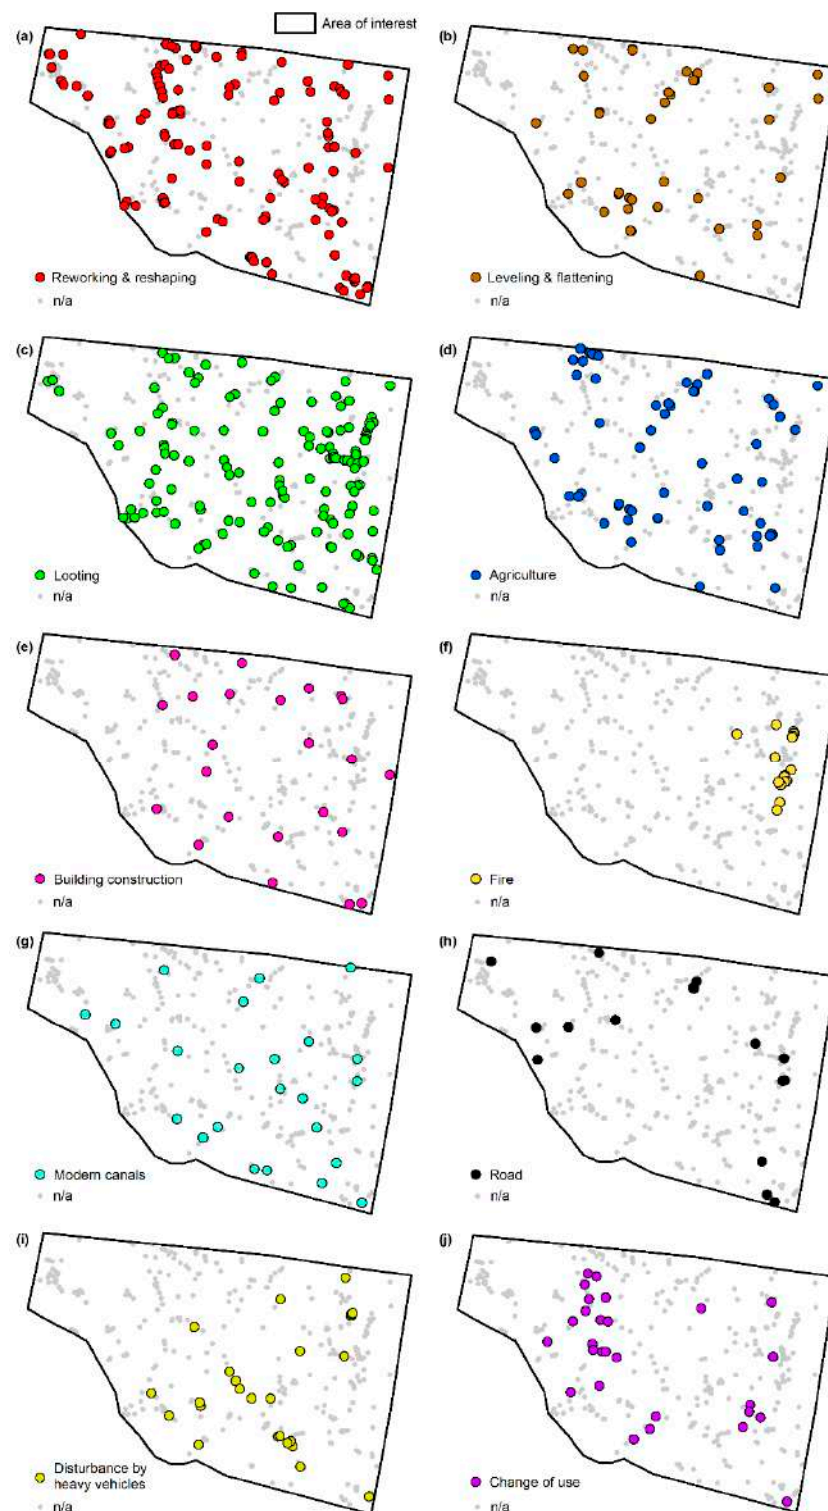 Area of interest
(a)
(b)
Reworking & reshaping
n/a
Leveling & flattening
n/a
(c)
(d)
Looting
n/a
Agriculture
n/a
(e)
(f)
Building construction
n/a
Fire
n/a
(g)
(h)
Modern canals
n/a
Road
n/a
(i)
(j)
Disturbance by
heavy vehicles
n/a
Change of use
n/a